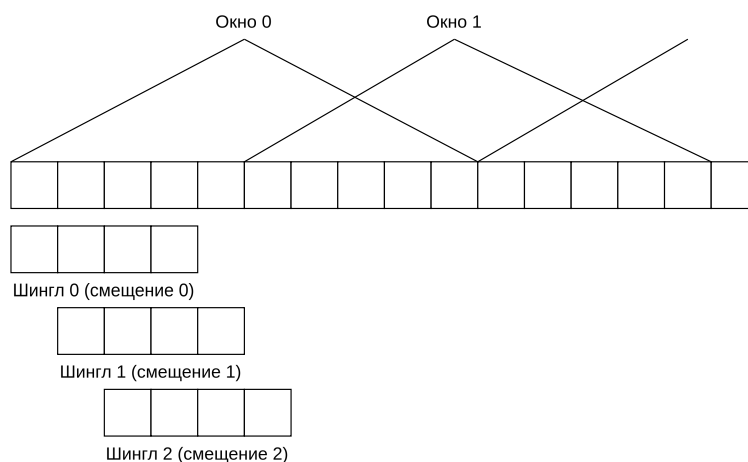 Окно 0
Окно 1
Шингл 0 (смещение 0)
Шингл 1 (смещение 1)
Шингл 2 (смещение 2)